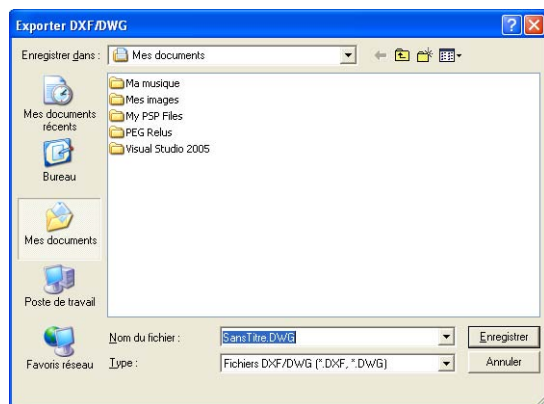 Exporter DXF/DWG
Enregistrer dans :
Mes documents
Mes documents récents
Bureau
Mes documents
Poste de travail
Favoris réseau
Ma musique
Mes images
My PSP Files
PEG Relus
Visual Studio 2005
Nom du fichier :
SansTitre.DWG
Enregistrer
Type :
Fichiers DXF/DWG (*.DXF, *.DWG)
Annuler